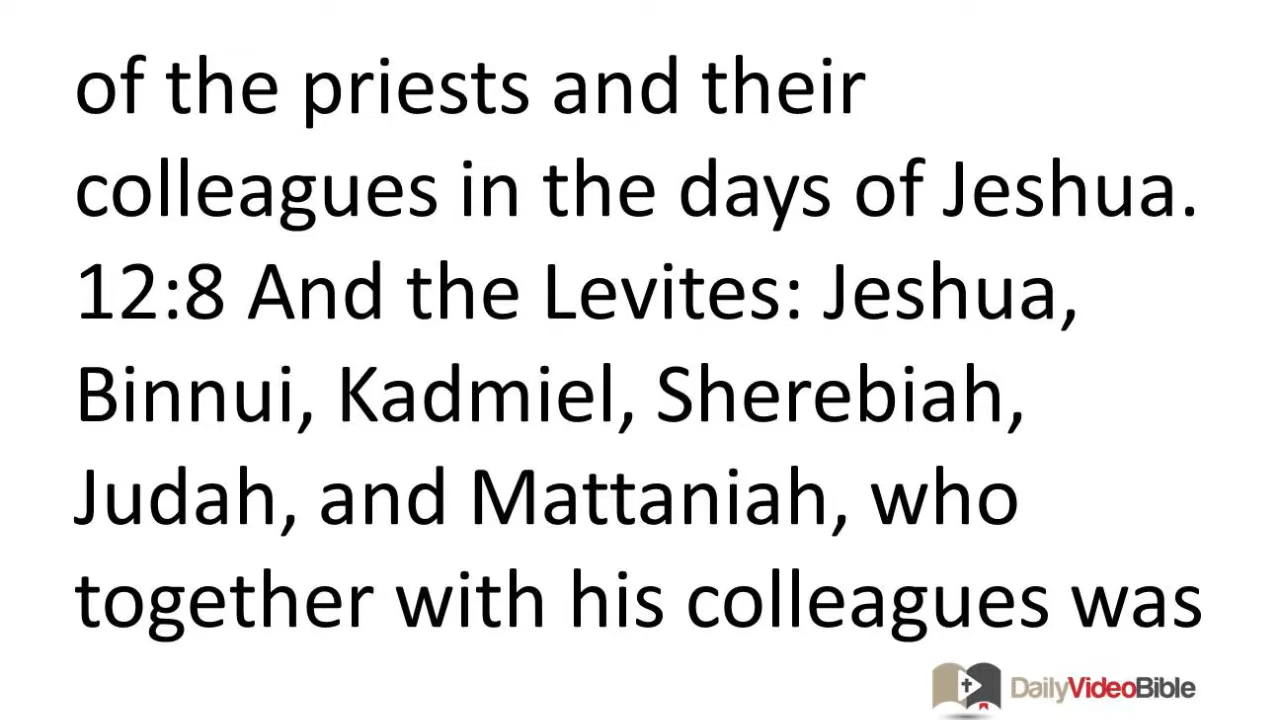 of the priests and their
colleagues in the days of Jeshua.
12:8 And the Levites: Jeshua,
Binnui, Kadmiel, Sherebiah,
Judah, and Mattaniah, who
together with his colleagues was
DailyVideoBible